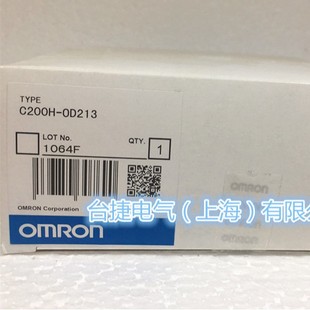 TYPE
C200H-OD213
LOT No. QTY.
1064F 1
OMRON Corporation
台捷电气（上海）有限公
OMRON
OMRON